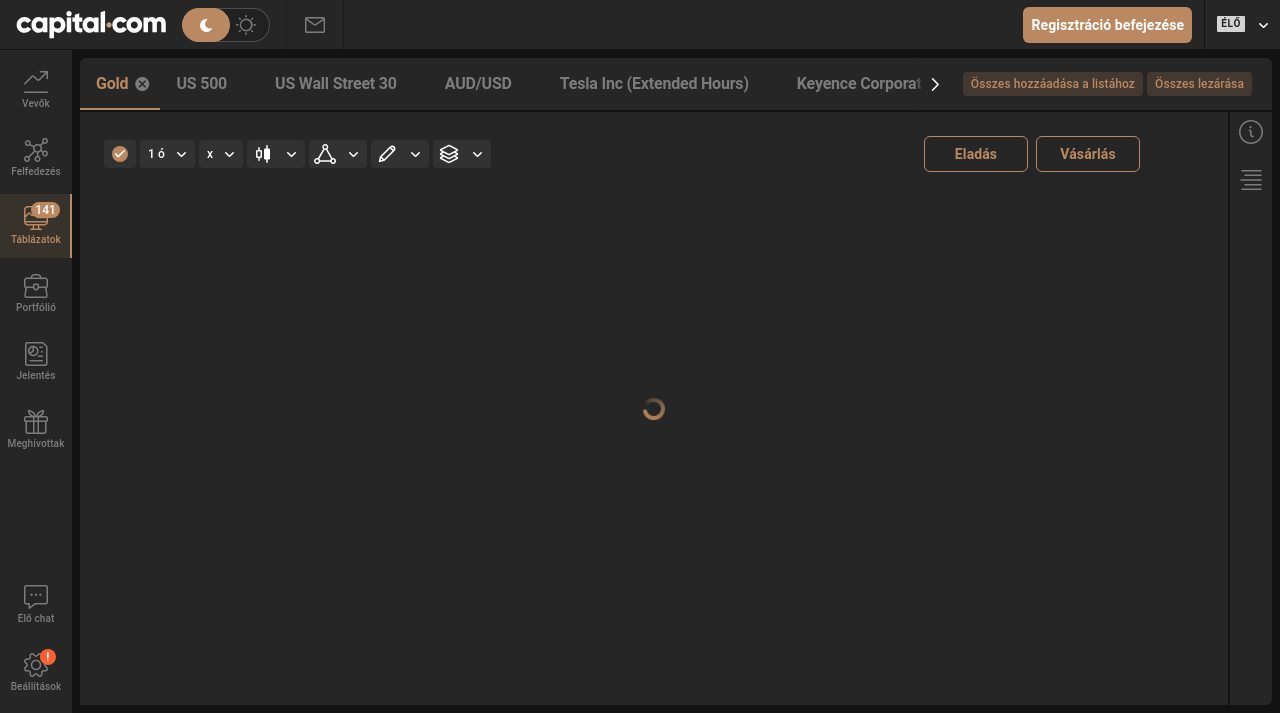 capital.com
Regisztráció befejezése
ÉLŐ
Gold
US 500
US Wall Street 30
AUD/USD
Tesla Inc (Extended Hours)
Keyence Corporat
Összes hozzáadása a listához
Összes lezárása
1 ó
x
Eladás
Vásárlás
Vevők
Felfedezés
141
Táblázatok
Portfólió
Jelentés
Meghívottak
Élő chat
!
Beállítások